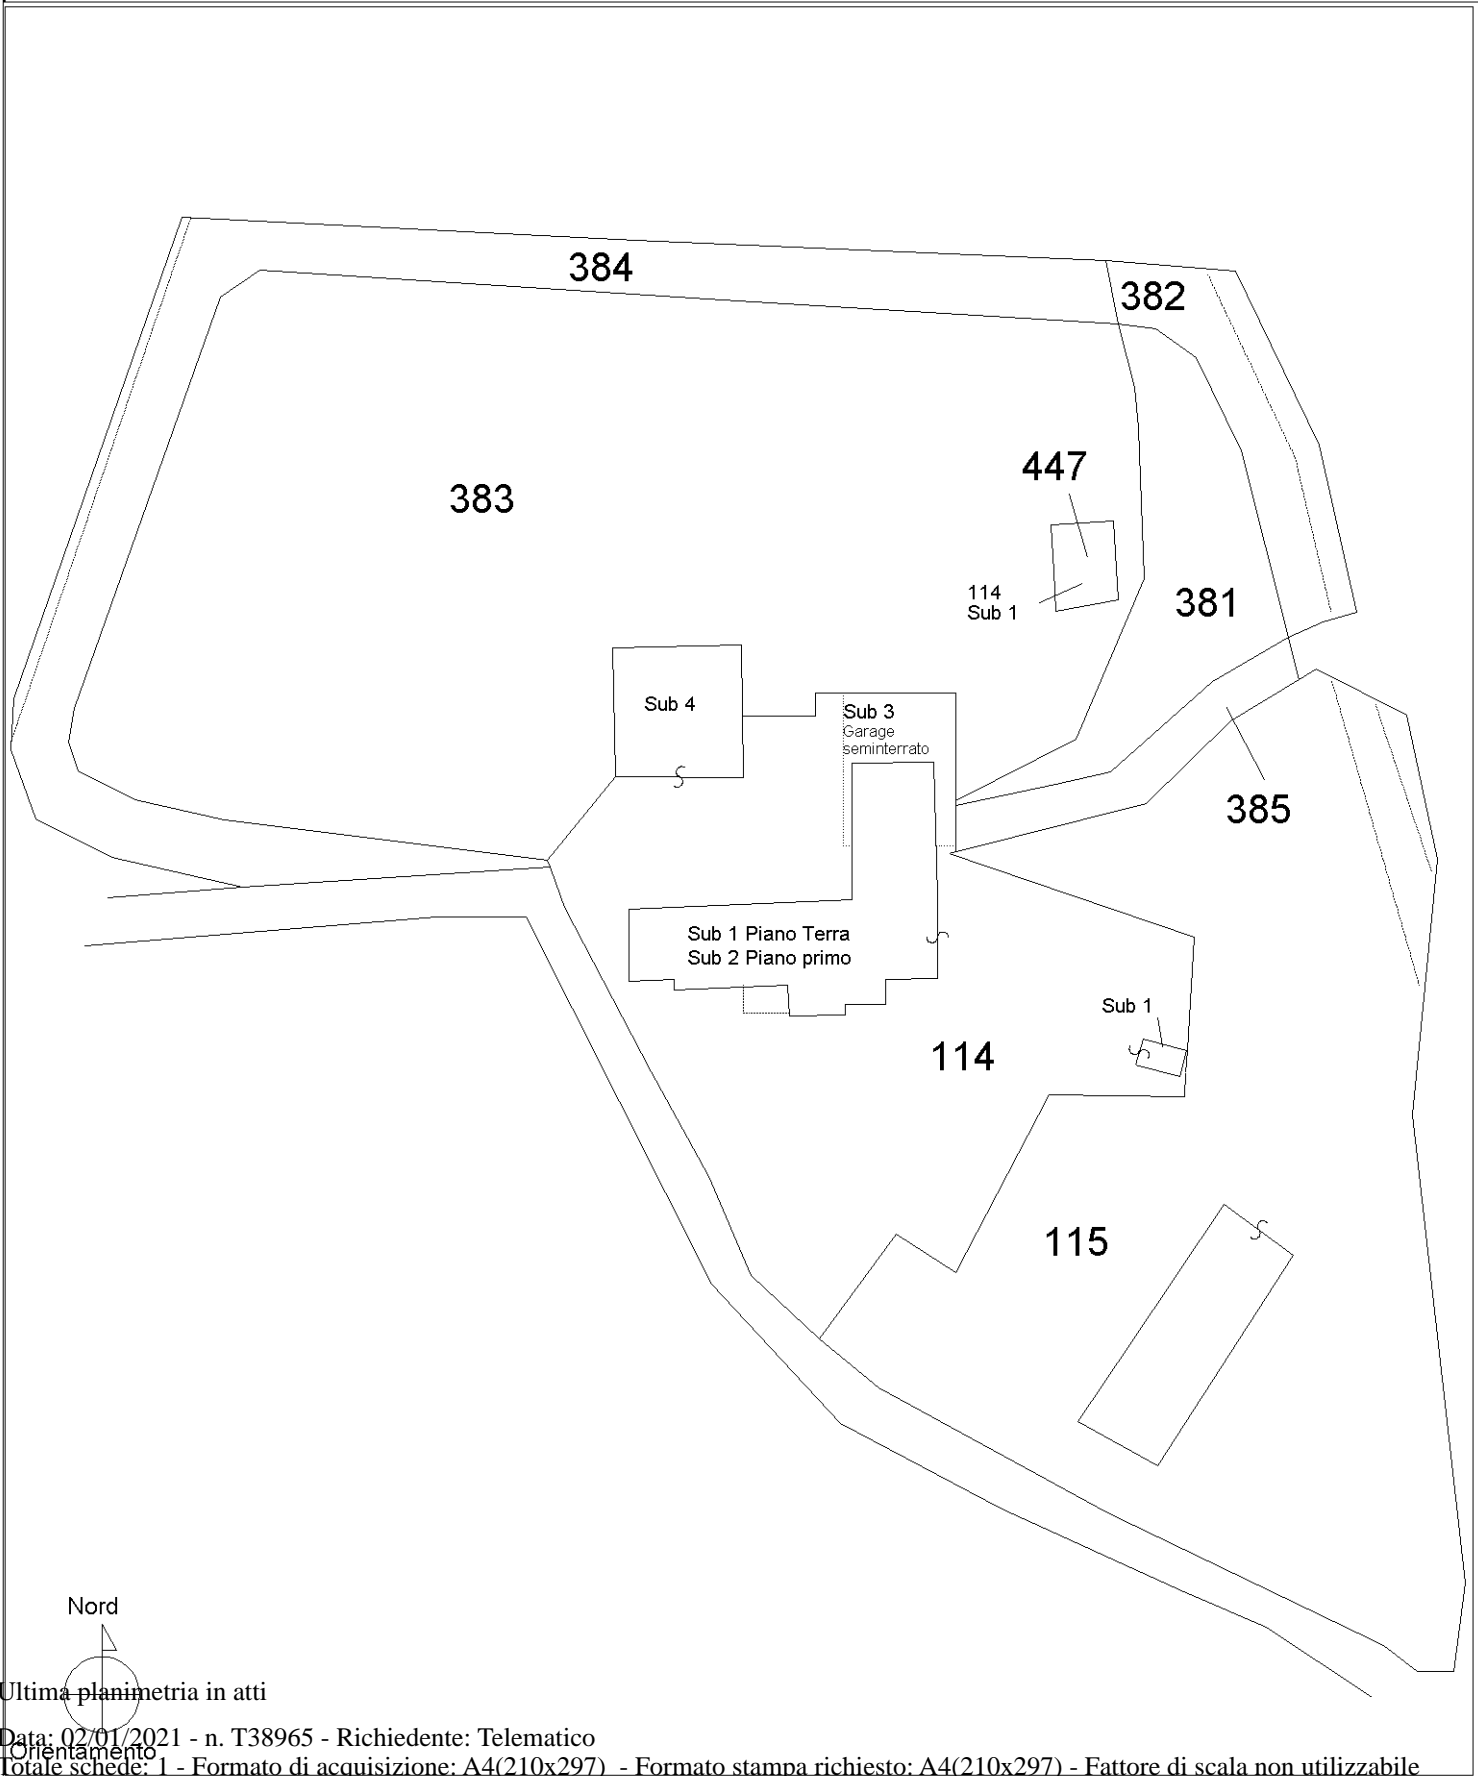 384
382
447
383
114
Sub 1
381
Sub 4
Sub 3
Garage
seminterrato
385
Sub 1 Piano Terra
Sub 2 Piano primo
Sub 1
114
115
Nord
Ultima planimetria in atti
Data: 02/01/2021 - n. T38965 - Richiedente: Telematico
Orientamento
Totale schede: 1 - Formato di acquisizione: A4(210x297) - Formato stampa richiesto: A4(210x297) - Fattore di scala non utilizzabile